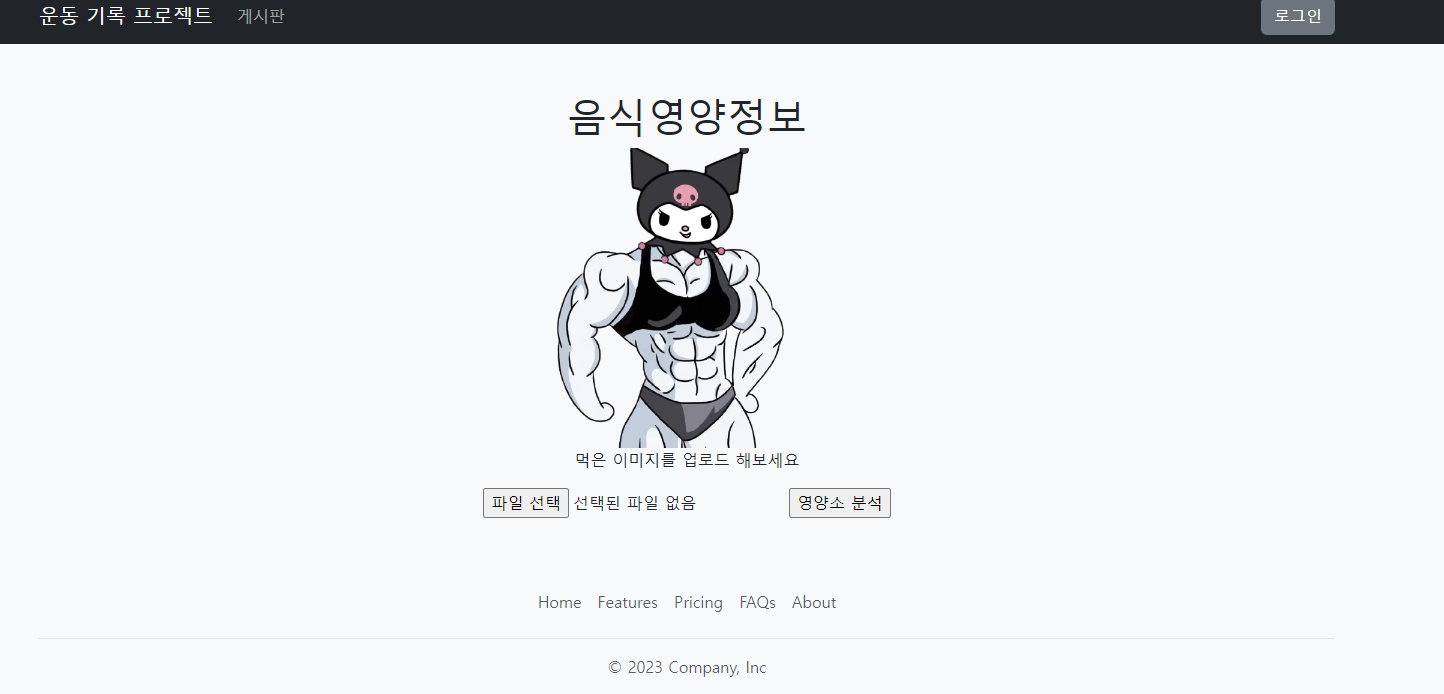 운동 기록 프로젝트 게시판 로그인
음식영양정보
먹은 이미지를 업로드 해보세요
파일 선택 선택된 파일 없음 영양소 분석
Home Features Pricing FAQs About
© 2023 Company, Inc